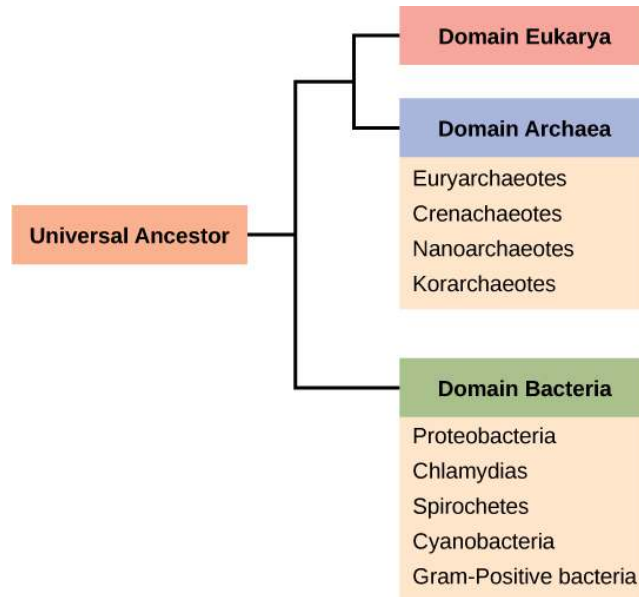 Domain Eukarya
Domain Archaea
Euryarchaeotes
Crenachaeotes
Nanoarchaeotes
Korarchaeotes
Universal Ancestor
Domain Bacteria
Proteobacteria
Chlamydias
Spirochetes
Cyanobacteria
Gram-Positive bacteria